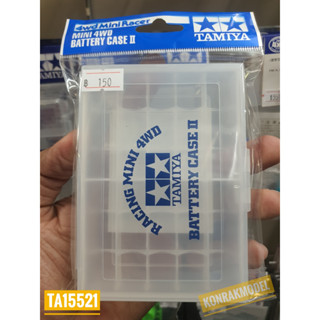 4wd Mini Racer
MINI 4WD
BATTERY CASE II
TAMIYA
฿ 150
RACING MINI 4WD
TAMIYA
BATTERY CASE II
TA15521
KONRAKMODEL